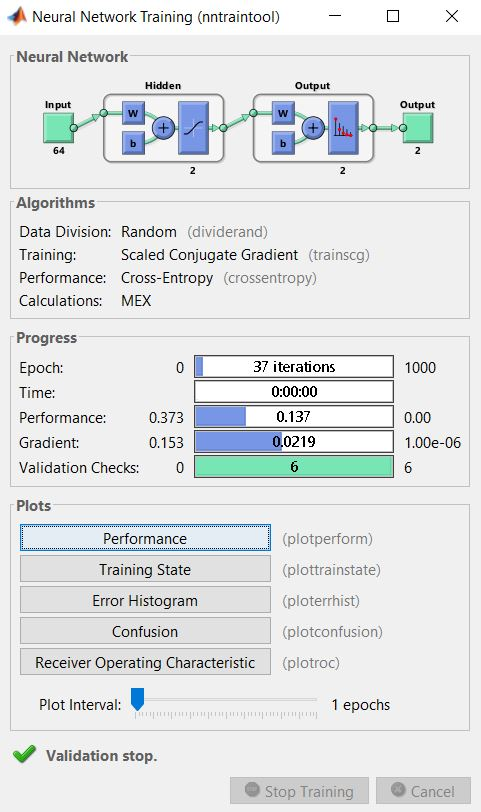 Neural Network Training (nntraintool)
Neural Network
Hidden Output
Input Output
W W
b b
64 2
2 2
Algorithms
Data Division: Random (dividerand)
Training: Scaled Conjugate Gradient (trainscg)
Performance: Cross-Entropy (crossentropy)
Calculations: MEX
Progress
Epoch: 0 37 iterations 1000
Time: 0:00:00
Performance: 0.373 0.137 0.00
Gradient: 0.153 0.0219 1.00e-06
Validation Checks: 0 6 6
Plots
Performance (plotperform)
Training State (plottrainstate)
Error Histogram (ploterrhist)
Confusion (plotconfusion)
Receiver Operating Characteristic (plotroc)
Plot Interval: 1 epochs
Validation stop.
Stop Training Cancel